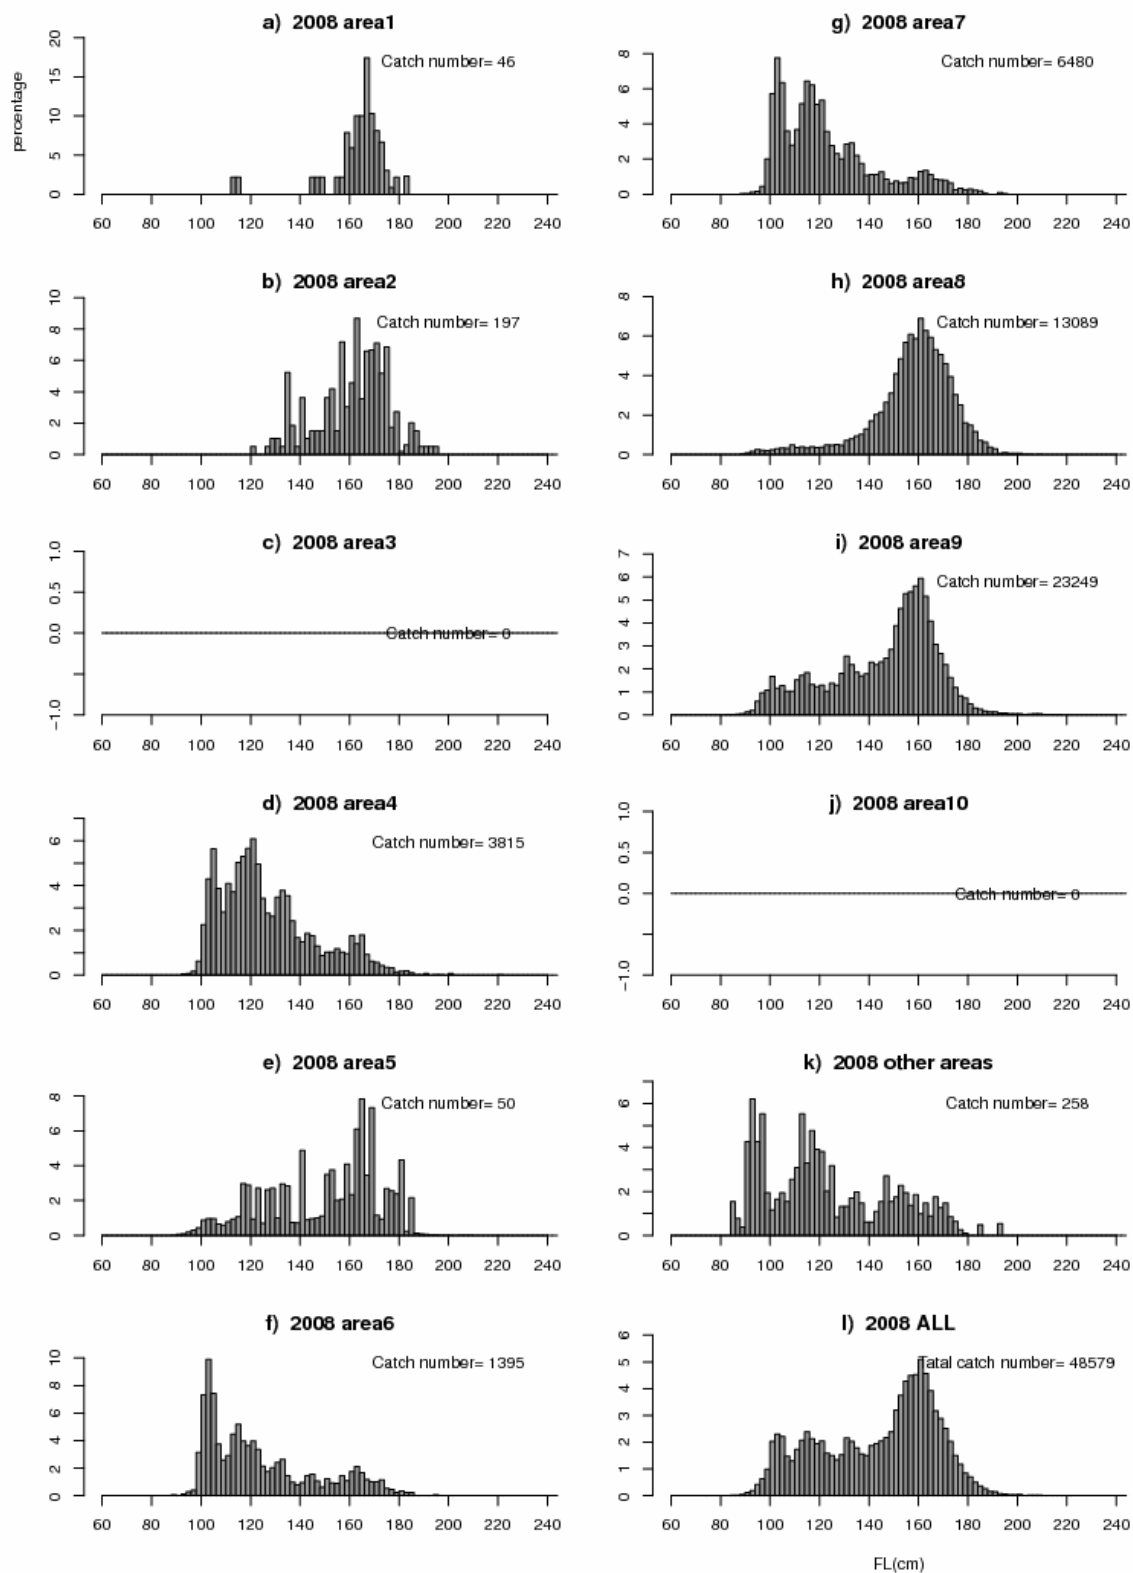 a) 2008 area1
Catch number= 46
percentage
0 5 10 15 20
60 80 100 120 140 160 180 200 220 240
b) 2008 area2
Catch number= 197
0 2 4 6 8 10
60 80 100 120 140 160 180 200 220 240
c) 2008 area3
Catch number= 0
-1.0 0.0 0.5 1.0
60 80 100 120 140 160 180 200 220 240
d) 2008 area4
Catch number= 3815
0 2 4 6
60 80 100 120 140 160 180 200 220 240
e) 2008 area5
Catch number= 50
0 2 4 6 8
60 80 100 120 140 160 180 200 220 240
f) 2008 area6
Catch number= 1395
0 2 4 6 8 10
60 80 100 120 140 160 180 200 220 240
g) 2008 area7
Catch number= 6480
0 2 4 6 8
60 80 100 120 140 160 180 200 220 240
h) 2008 area8
Catch number= 13089
0 2 4 6 8
60 80 100 120 140 160 180 200 220 240
i) 2008 area9
Catch number= 23249
0 1 2 3 4 5 6 7
60 80 100 120 140 160 180 200 220 240
j) 2008 area10
Catch number= 0
-1.0 0.0 0.5 1.0
60 80 100 120 140 160 180 200 220 240
k) 2008 other areas
Catch number= 258
0 2 4 6
60 80 100 120 140 160 180 200 220 240
l) 2008 ALL
Total catch number= 48579
0 1 2 3 4 5 6
60 80 100 120 140 160 180 200 220 240
FL(cm)